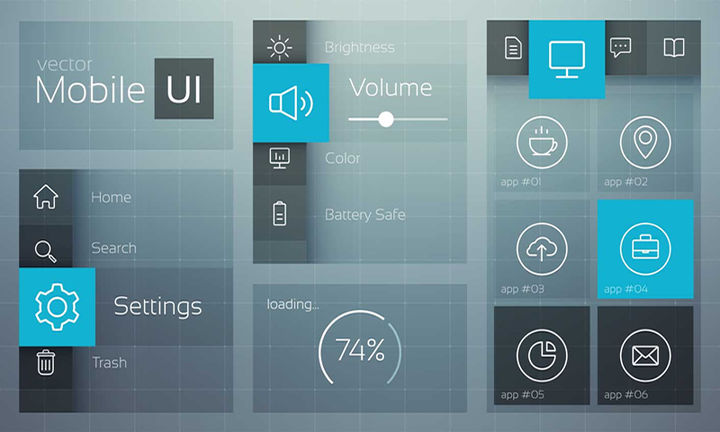 vector
Mobile UI
Home
Search
Settings
Trash
Brightness
Volume
Color
Battery Safe
loading...
74%
app #01
app #02
app #03
app #04
app #05
app #06